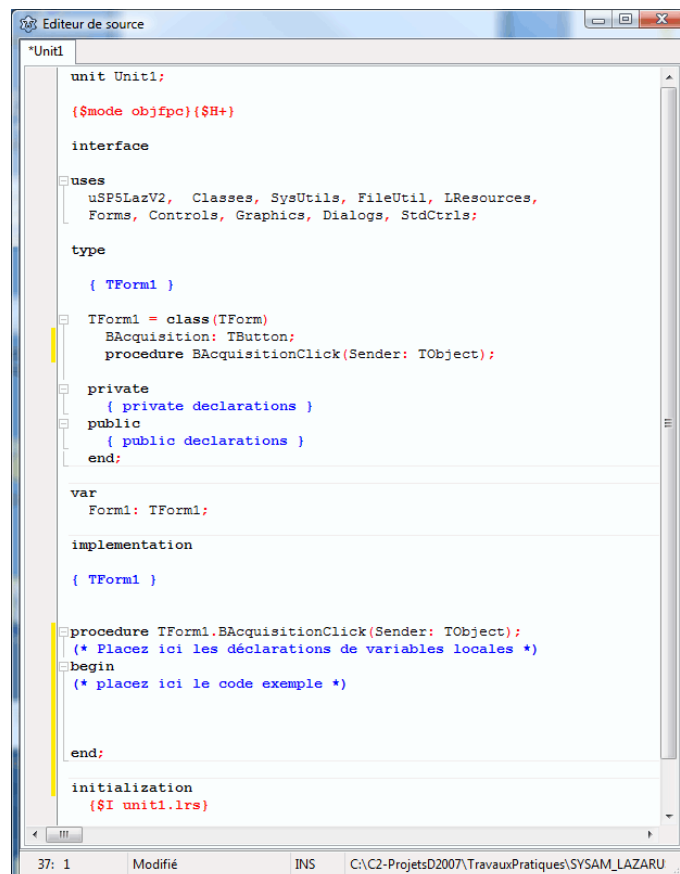 Editeur de source
*Unit1
unit Unit1;
{$mode objfpc}{$H+}
interface
uses
uSP5LazV2,  Classes, SysUtils, FileUtil, LResources,
Forms, Controls, Graphics, Dialogs, StdCtrls;
type
{ TForm1 }
TForm1 = class(TForm)
BAcquisition: TButton;
procedure BAcquisitionClick(Sender: TObject);
private
{ private declarations }
public
{ public declarations }
end;
var
Form1: TForm1;
implementation
{ TForm1 }
procedure TForm1.BAcquisitionClick(Sender: TObject);
(* Placez ici les déclarations de variables locales *)
begin
(* placez ici le code exemple *)
end;
initialization
{$I unit1.lrs}
37: 1 Modifié INS C:\C2-ProjetsD2007\TravauxPratiques\SYSAM_LAZARU